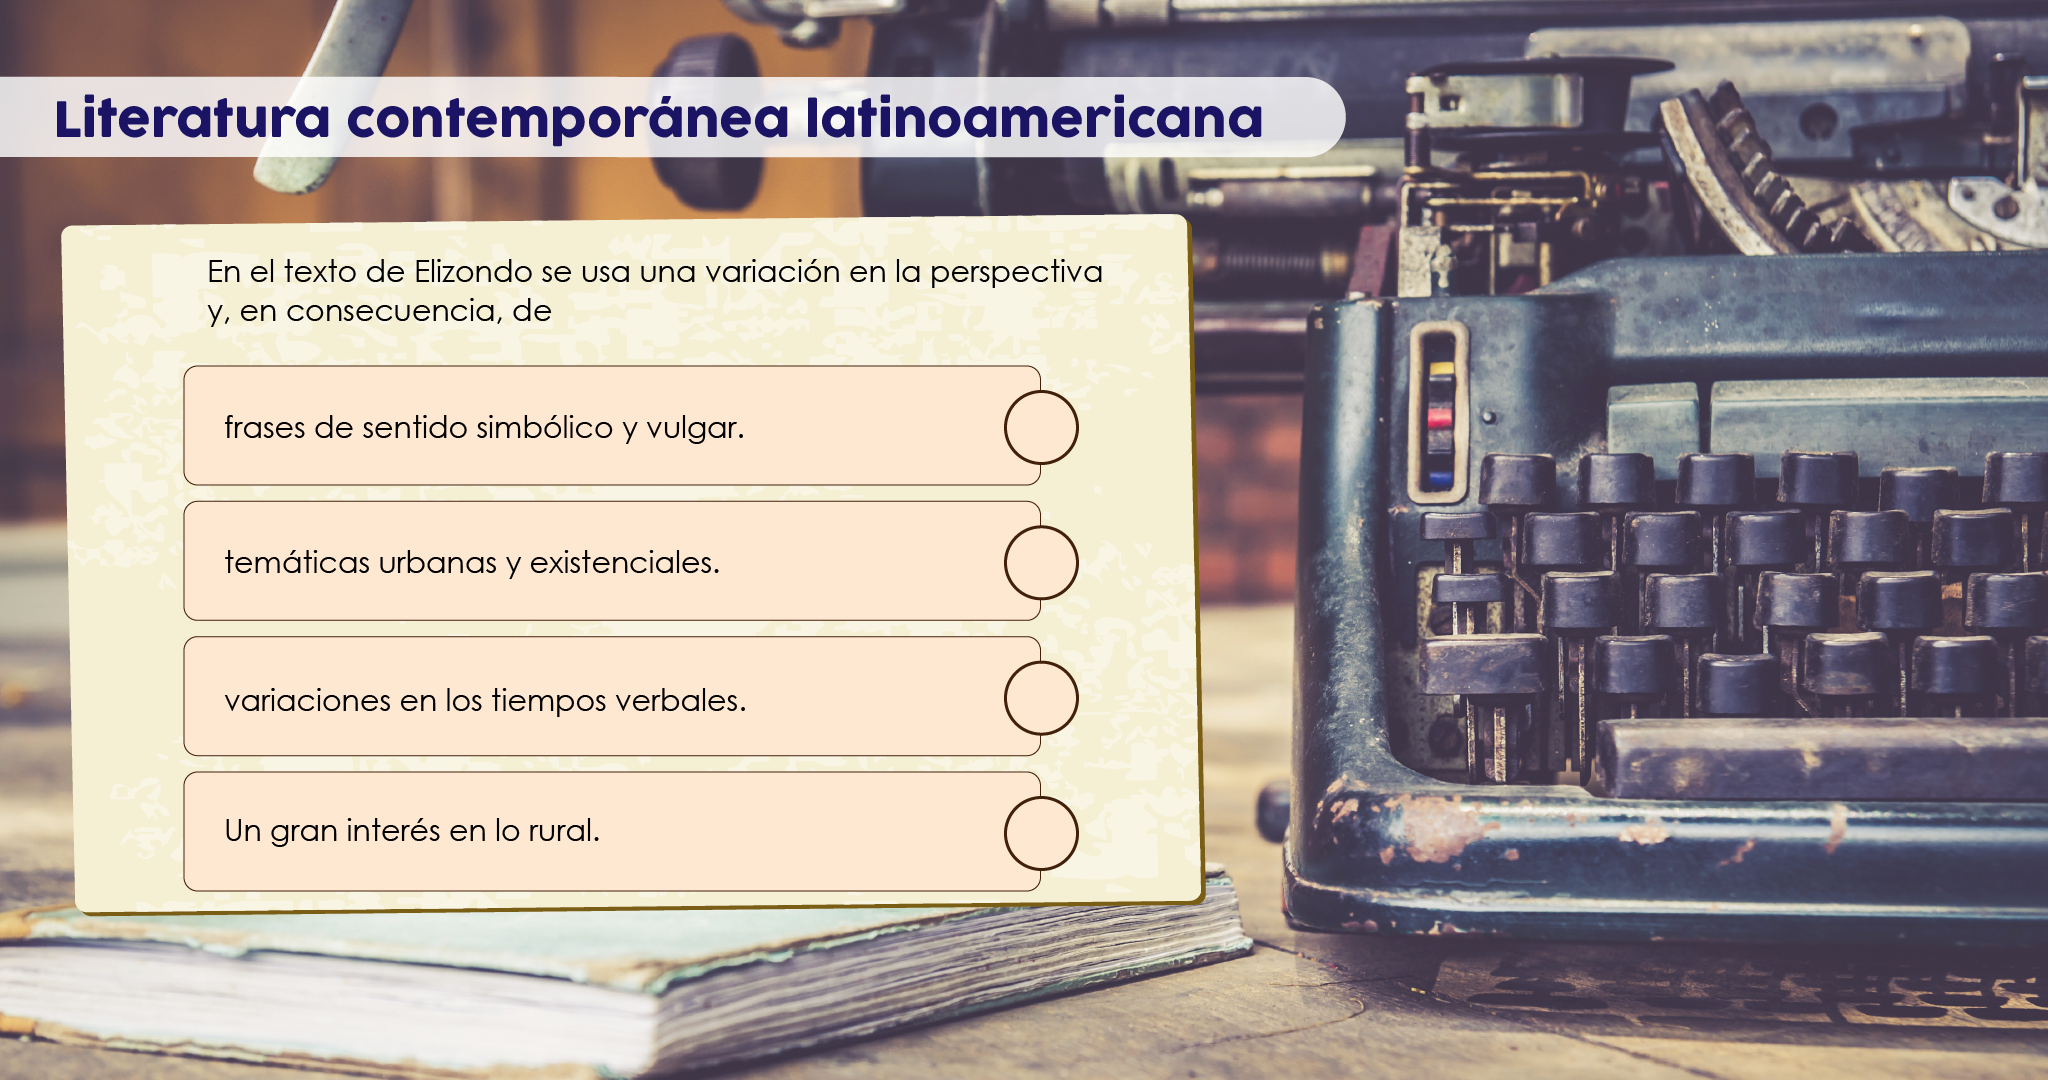 Literatura contemporánea latinoamericana
En el texto de Elizondo se usa una variación en la perspectiva
y, en consecuencia, de
frases de sentido simbólico y vulgar.
temáticas urbanas y existenciales.
variaciones en los tiempos verbales.
Un gran interés en lo rural.